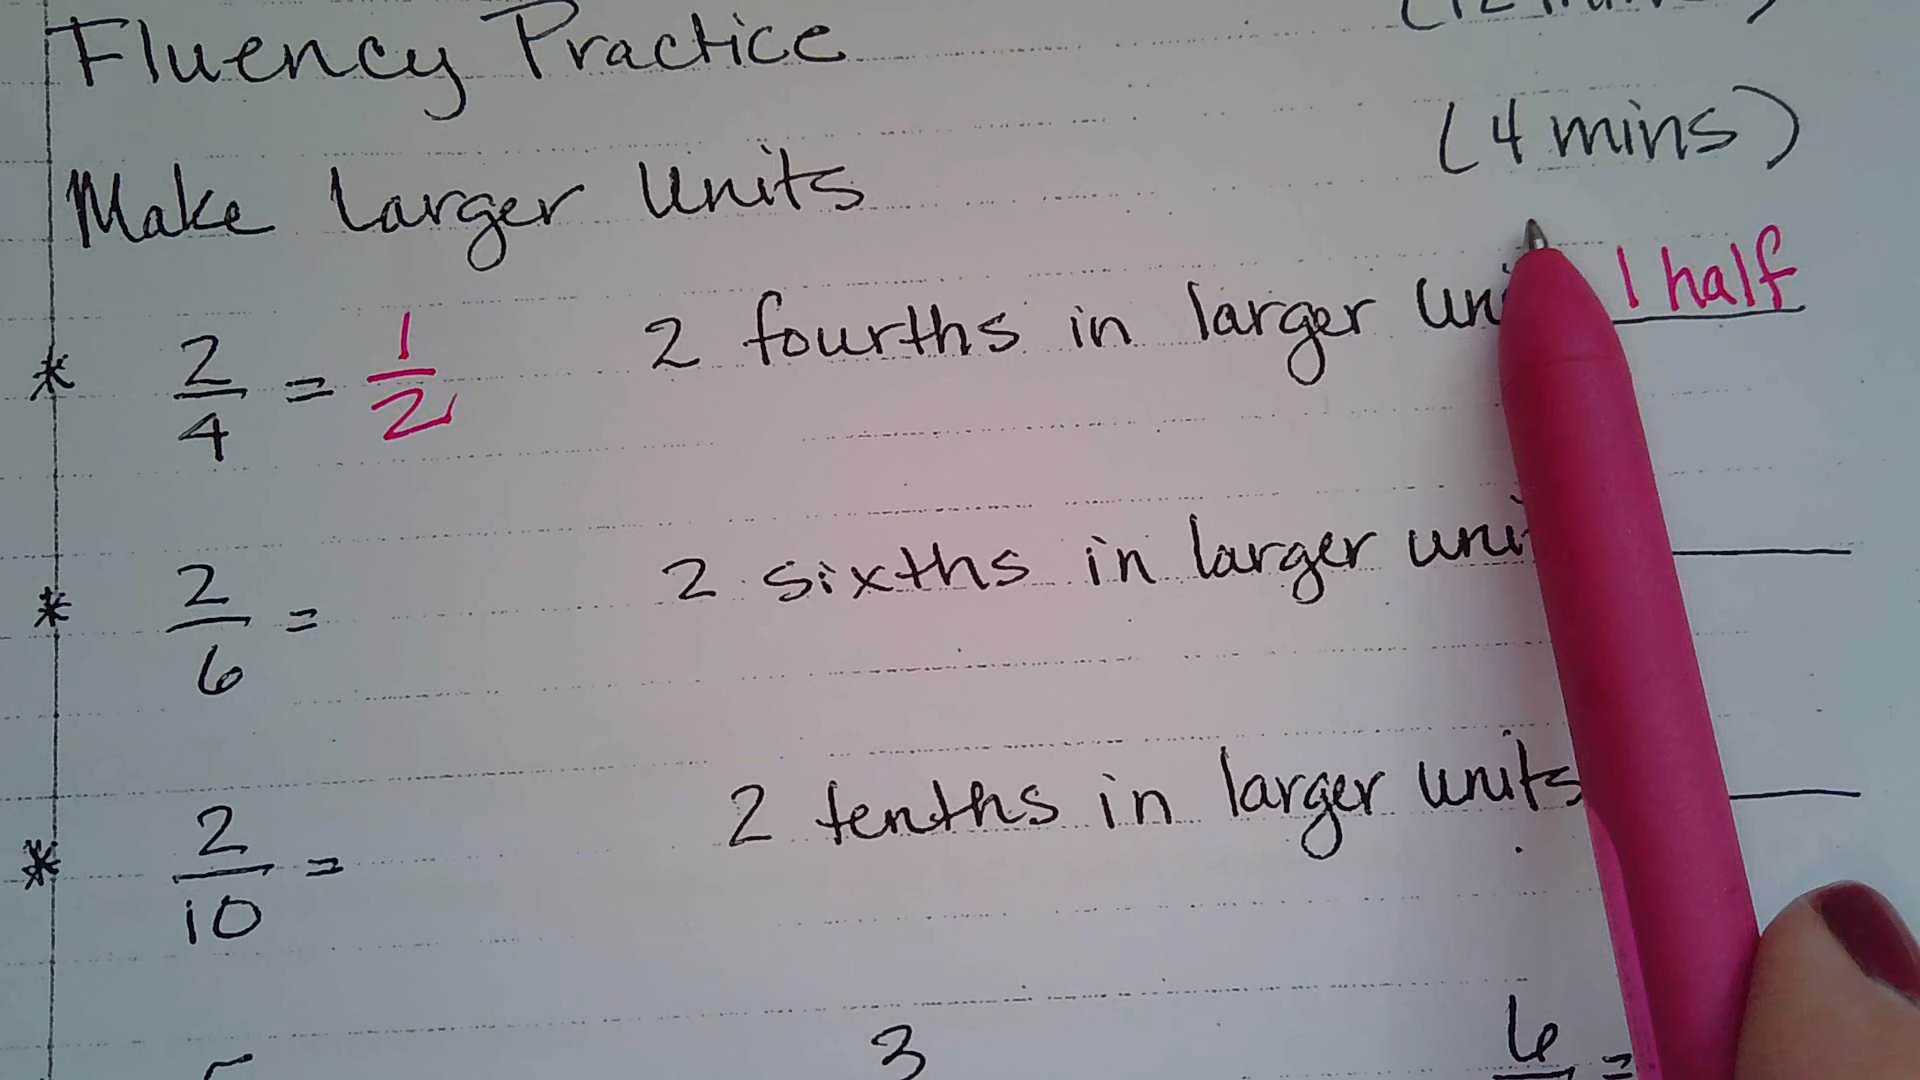 Fluency Practice
Make Larger Units (4 mins)
* 2/4 = 1/2 2 fourths in larger 1 half
* 2/6 = 2 sixths in larger
* 2/10 = 2 tenths in larger units
3 6 =